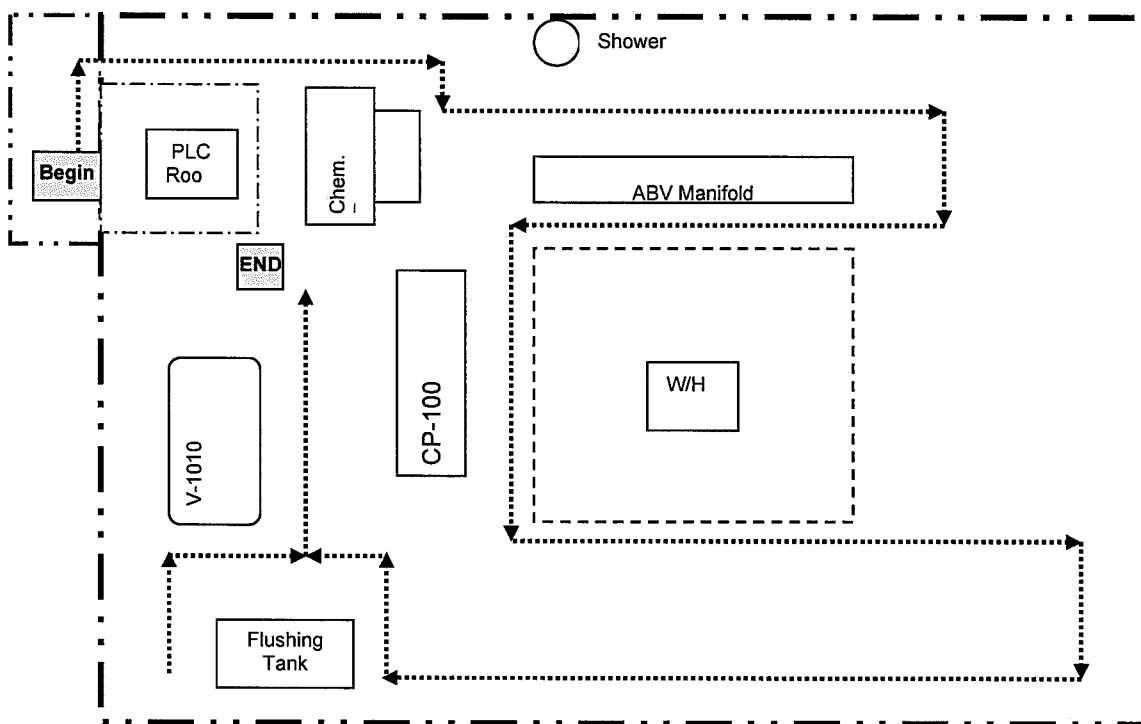 Shower
Begin
PLC
Roo
Chem.
ABV Manifold
END
CP-100
W/H
V-1010
Flushing
Tank